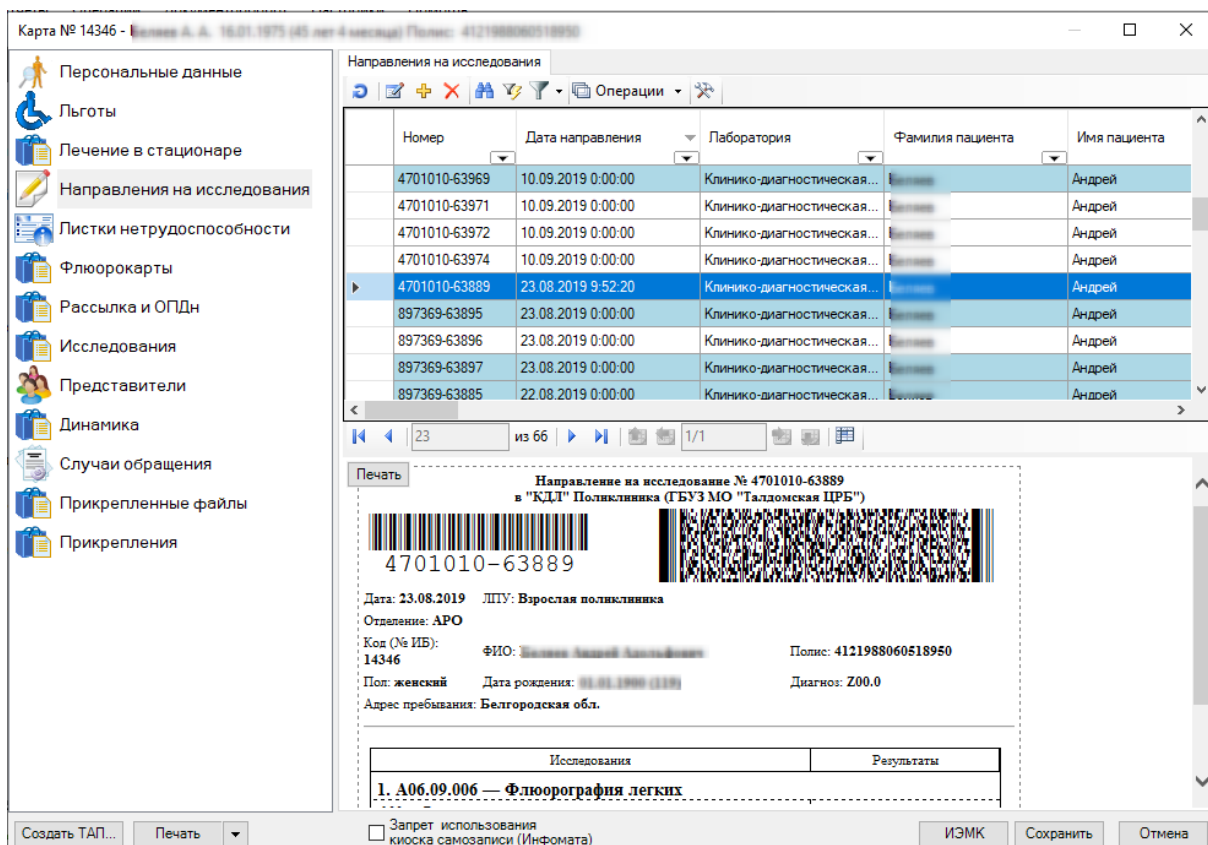 Карта № 14346 -
Персональные данные
Льготы
Лечение в стационаре
Направления на исследования
Листки нетрудоспособности
Флюорокарты
Рассылка и ОПДн
Исследования
Представители
Динамика
Случаи обращения
Прикрепленные файлы
Прикрепления
Направления на исследования
Операции
Номер Дата направления Лаборатория Фамилия пациента Имя пациента
4701010-63969 10.09.2019 0:00:00 Клинико-диагностическая... Андрей
4701010-63971 10.09.2019 0:00:00 Клинико-диагностическая... Андрей
4701010-63972 10.09.2019 0:00:00 Клинико-диагностическая... Андрей
4701010-63974 10.09.2019 0:00:00 Клинико-диагностическая... Андрей
4701010-63889 23.08.2019 9:52:20 Клинико-диагностическая... Андрей
897369-63895 23.08.2019 0:00:00 Клинико-диагностическая... Андрей
897369-63896 23.08.2019 0:00:00 Клинико-диагностическая... Андрей
897369-63897 23.08.2019 0:00:00 Клинико-диагностическая... Андрей
897369-63885 22.08.2019 0:00:00 Клинико-диагностическая... Андрей
23 из 66 1/1
Печать
Направление на исследование № 4701010-63889
в "КДЛ" Поликлиника (ГБУЗ МО "Талдомская ЦРБ")
4701010-63889
Дата: 23.08.2019 ЛПУ: Взрослая поликлиника
Отделение: АРО
Код (№ ИБ):
14346 ФИО: Полис: 4121988060518950
Пол: женский Дата рождения: Диагноз: Z00.0
Адрес пребывания: Белгородская обл.
Исследования Результаты
1. A06.09.006 — Флюорография легких
Создать ТАП... Печать
Запрет использования
киоска самозаписи (Инфомата)
ИЭМК Сохранить Отмена